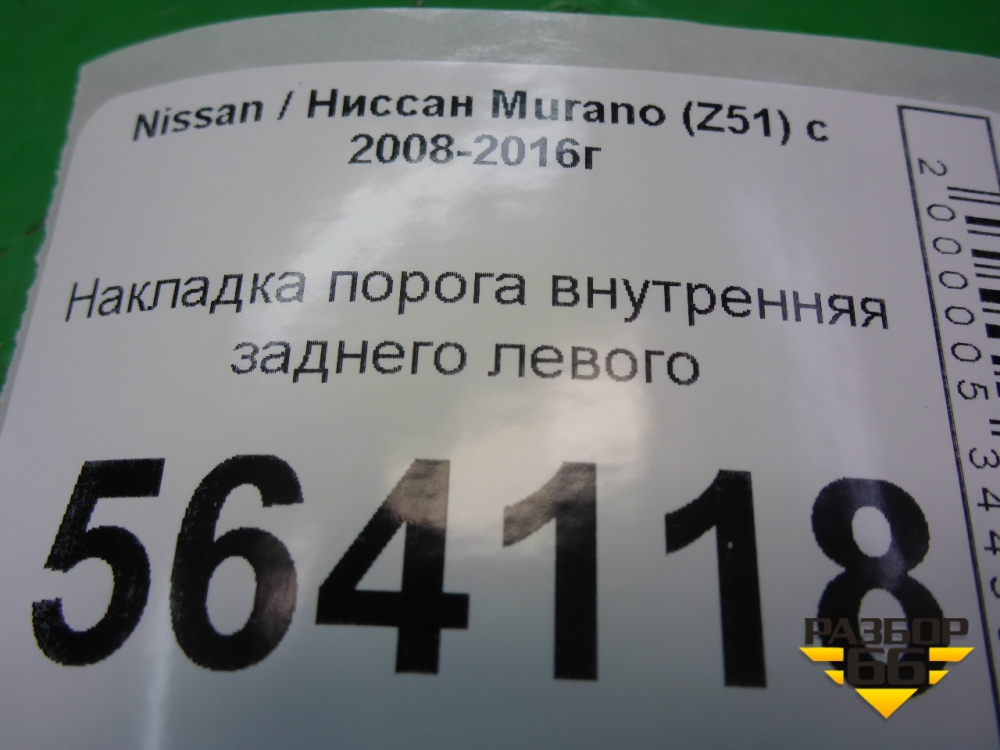 Nissan / Ниссан Murano (Z51) с
2008-2016г
Накладка порога внутренняя
заднего левого
564118
РАЗБОР
66